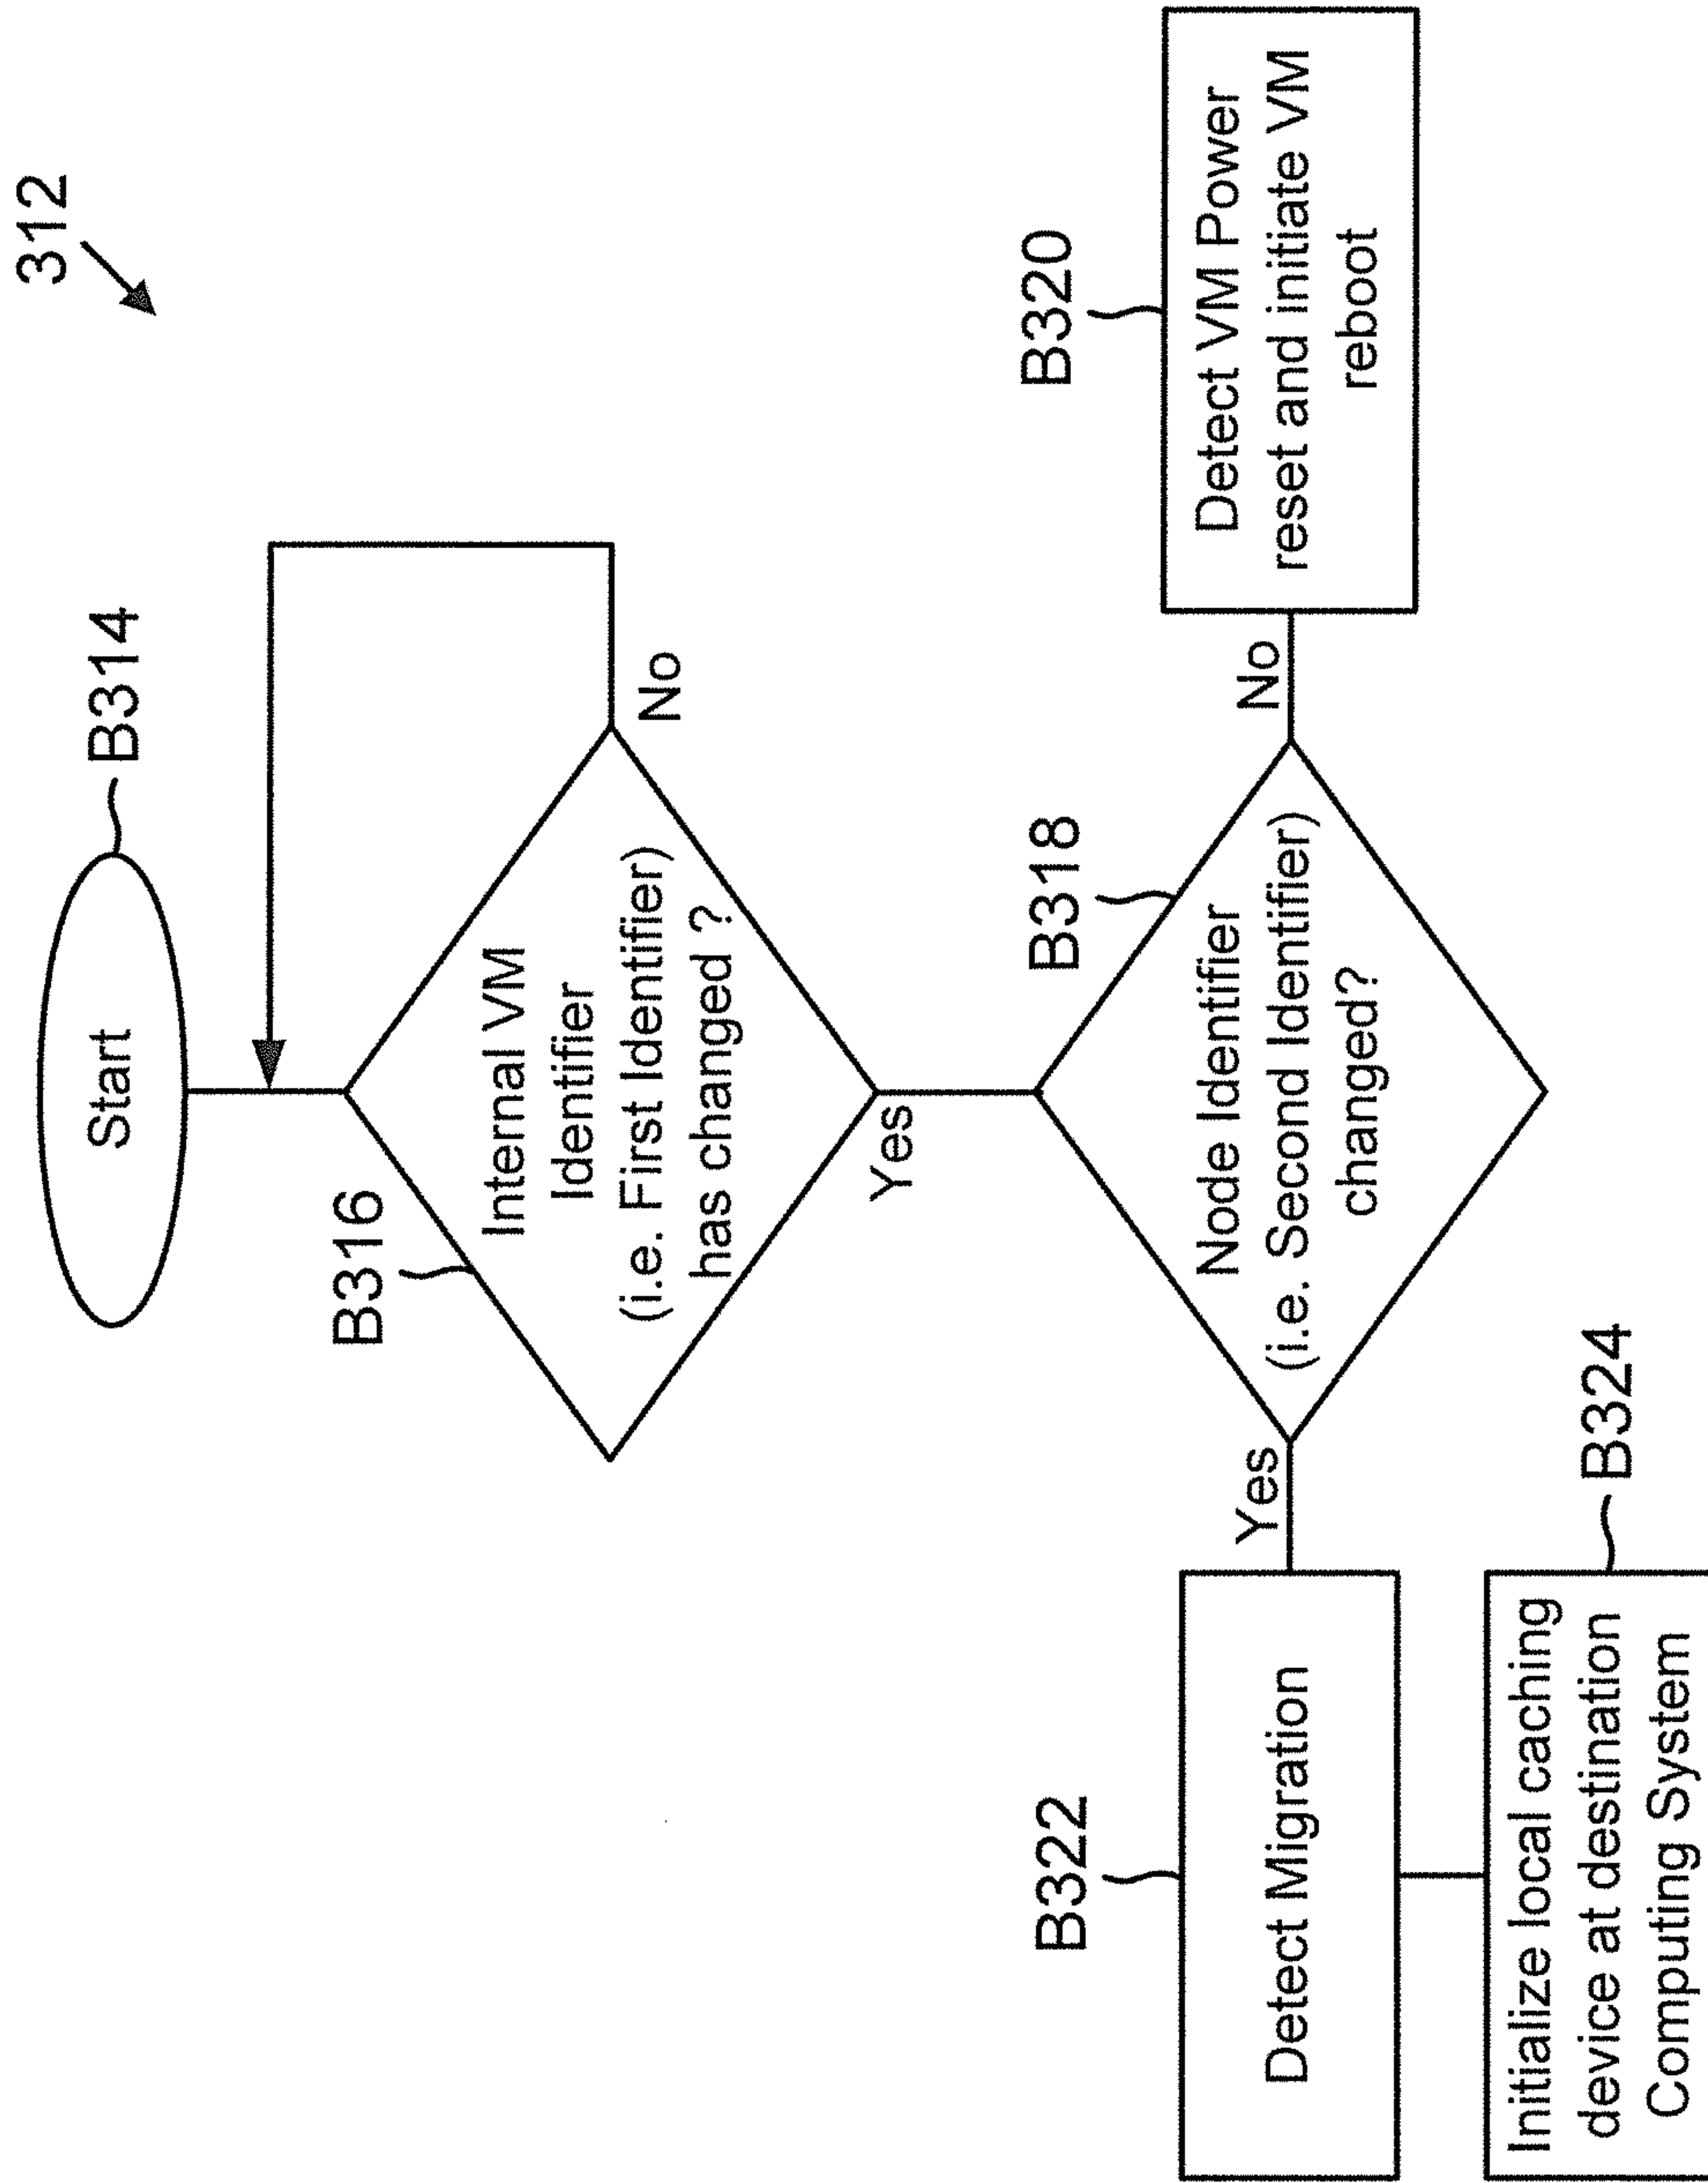 312
Start
B314
B316
Internal VM
Identifier
(i.e. First Identifier)
has changed ?
No
Yes
B318
Node Identifier
(i.e. Second Identifier)
changed?
No
B320
Detect VM Power
reset and initiate VM
reboot
Yes
B322
Detect Migration
B324
Initialize local caching
device at destination
Computing System